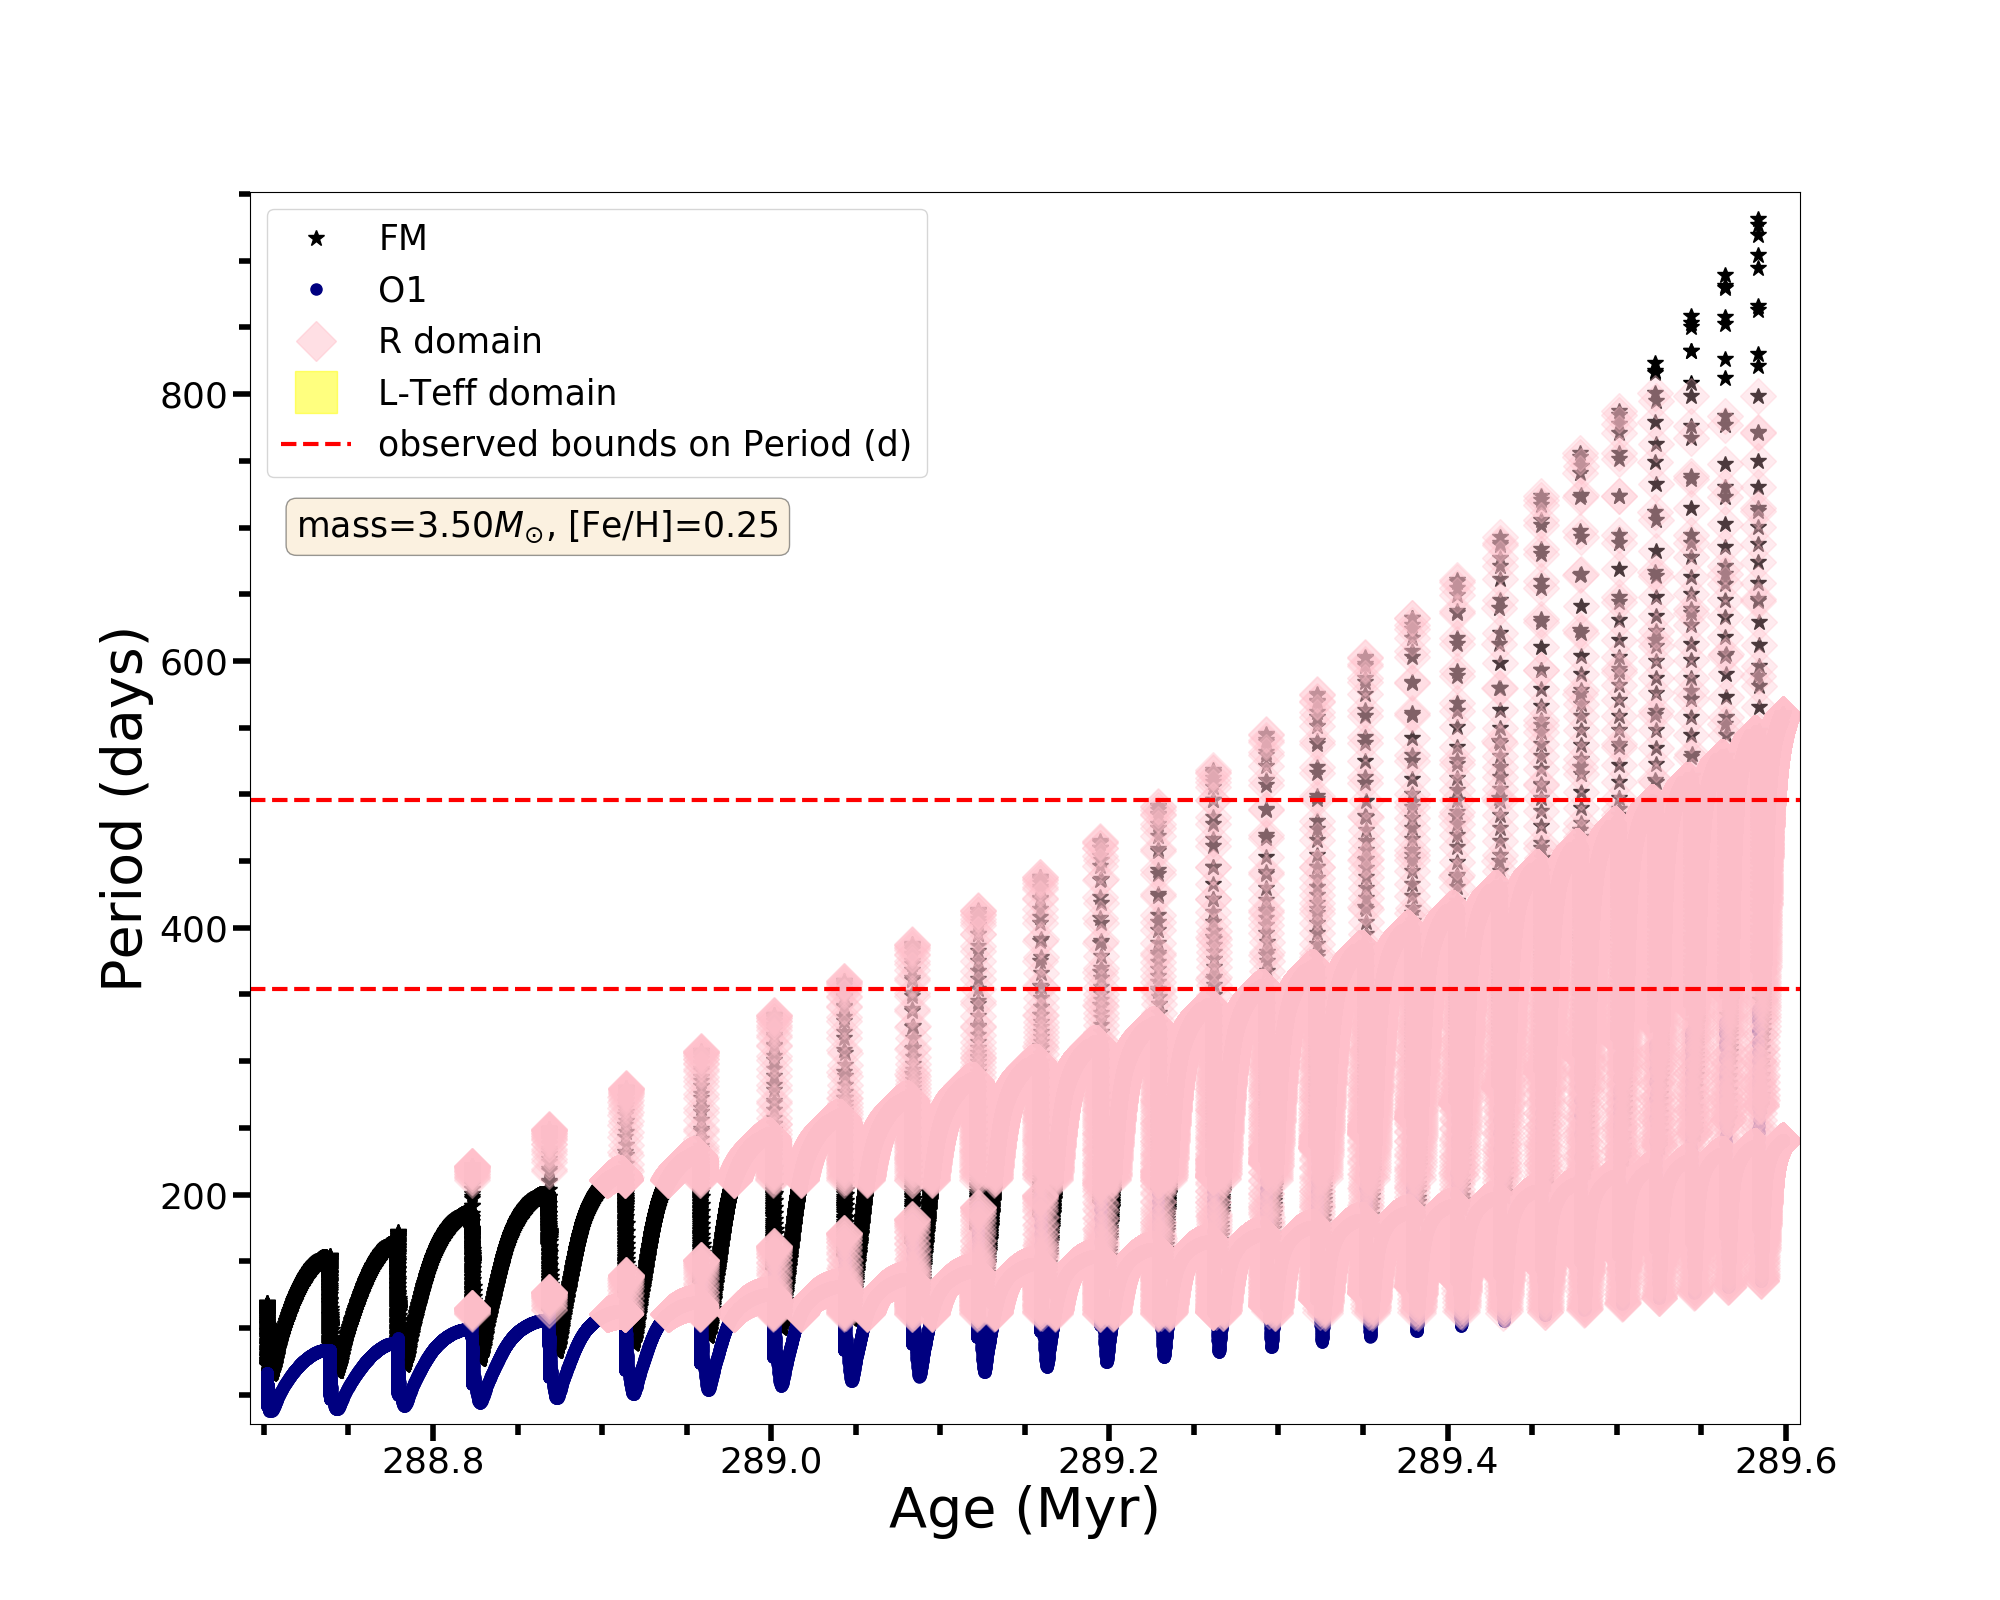 FM
O1
R domain
L-Teff domain
observed bounds on Period (d)
mass=3.50M⊙, [Fe/H]=0.25
Period (days)
800
600
400
200
288.8
289.0
289.2
289.4
289.6
Age (Myr)